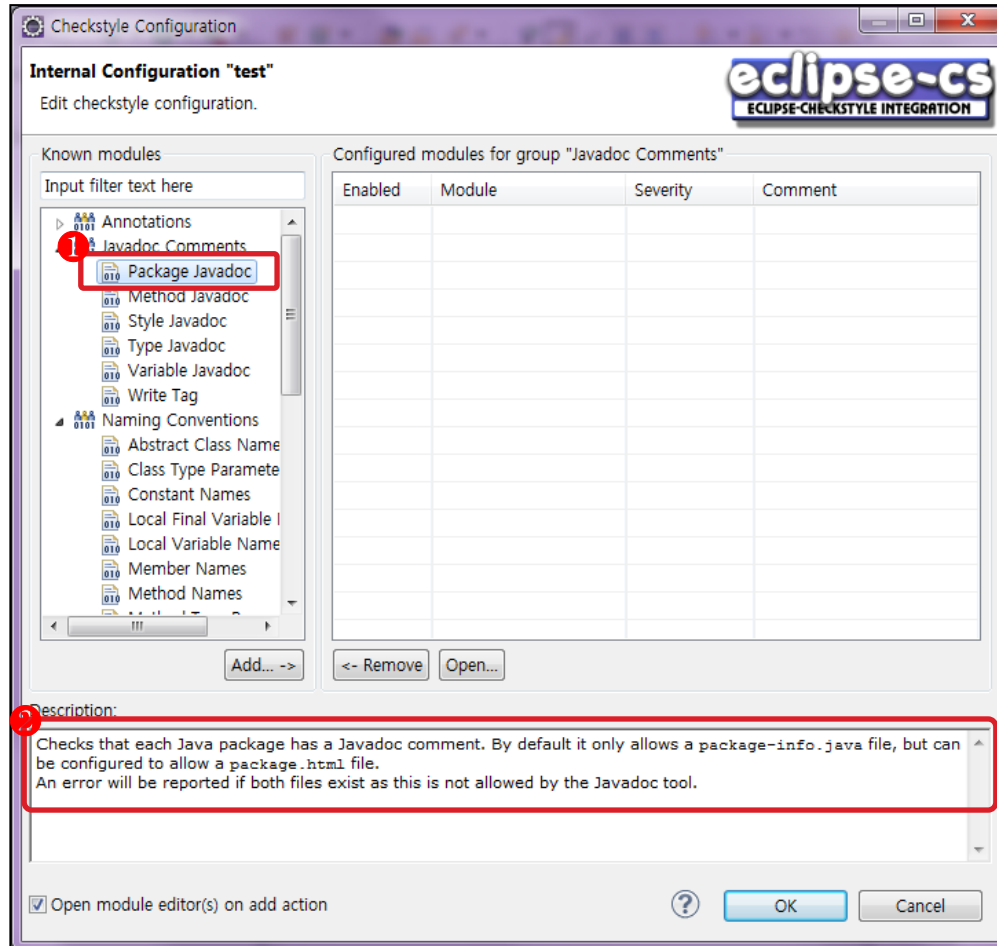 Checkstyle Configuration
Internal Configuration "test"
Edit checkstyle configuration.
eclipse-cs
ECLIPSE-CHECKSTYLE INTEGRATION
Known modules
Input filter text here
Annotations
1
Javadoc Comments
Package Javadoc
Method Javadoc
Style Javadoc
Type Javadoc
Variable Javadoc
Write Tag
Naming Conventions
Abstract Class Name
Class Type Paramete
Constant Names
Local Final Variable
Local Variable Name
Member Names
Method Names
Add... ->
Configured modules for group "Javadoc Comments"
Enabled Module Severity Comment
<- Remove Open...
Description:
2
Checks that each Java package has a Javadoc comment. By default it only allows a package-info.java file, but can
be configured to allow a package.html file.
An error will be reported if both files exist as this is not allowed by the Javadoc tool.
Open module editor(s) on add action
? OK Cancel